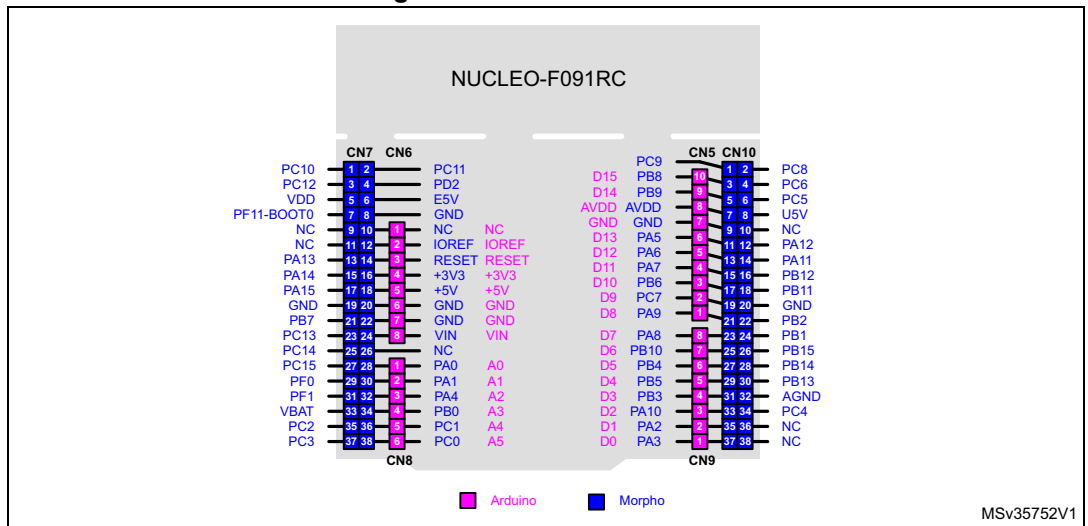 NUCLEO-F091RC
CN7 CN6 CN5 CN10
PC9
PC10 1 2 PC11 1 2 PC8
PC12 3 4 PD2 D15 PB8 10 3 4 PC6
VDD 5 6 E5V D14 PB9 9 5 6 PC5
PF11-BOOT0 7 8 GND AVDD AVDD 8 7 8 U5V
NC 9 10 1 NC NC GND GND 7 9 10 NC
NC 11 12 2 IOREF IOREF D13 PA5 6 11 12 PA12
PA13 13 14 3 RESET RESET D12 PA6 5 13 14 PA11
PA14 15 16 4 +3V3 +3V3 D11 PA7 4 15 16 PB12
PA15 17 18 5 +5V +5V D10 PB6 3 17 18 PB11
GND 19 20 6 GND GND D9 PC7 2 19 20 GND
PB7 21 22 7 GND GND D8 PA9 1 21 22 PB2
PC13 23 24 8 VIN VIN D7 PA8 8 23 24 PB1
PC14 25 26 NC D6 PB10 7 25 26 PB15
PC15 27 28 1 PA0 A0 D5 PB4 6 27 28 PB14
PF0 29 30 2 PA1 A1 D4 PB5 5 29 30 PB13
PF1 31 32 3 PA4 A2 D3 PB3 4 31 32 AGND
VBAT 33 34 4 PB0 A3 D2 PA10 3 33 34 PC4
PC2 35 36 5 PC1 A4 D1 PA2 2 35 36 NC
PC3 37 38 6 PC0 A5 D0 PA3 1 37 38 NC
CN8 CN9
Arduino Morpho
MSv35752V1